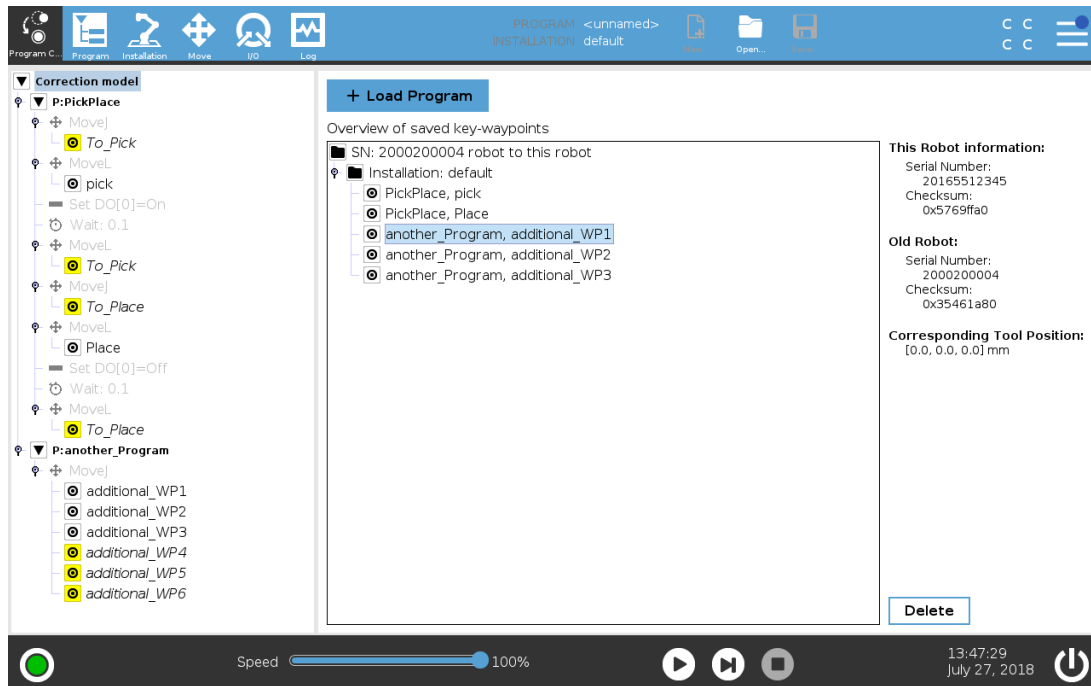 PROGRAM <unnamed>
INSTALLATION default
C C
C C
Program C...
Program
Installation
Move
I/O
Log
New...
Open...
Save...
Correction model
P:PickPlace
MoveJ
To_Pick
MoveL
pick
Set DO[0]=On
Wait: 0.1
MoveL
To_Pick
MoveJ
To_Place
MoveL
Place
Set DO[0]=Off
Wait: 0.1
MoveL
To_Place
P:another_Program
MoveJ
additional_WP1
additional_WP2
additional_WP3
additional_WP4
additional_WP5
additional_WP6
+ Load Program
Overview of saved key-waypoints
SN: 2000200004 robot to this robot
Installation: default
PickPlace, pick
PickPlace, Place
another_Program, additional_WP1
another_Program, additional_WP2
another_Program, additional_WP3
This Robot information:
Serial Number:
20165512345
Checksum:
0x5769ffa0
Old Robot:
Serial Number:
2000200004
Checksum:
0x35461a80
Corresponding Tool Position:
[0.0, 0.0, 0.0] mm
Delete
Speed 100%
13:47:29
July 27, 2018